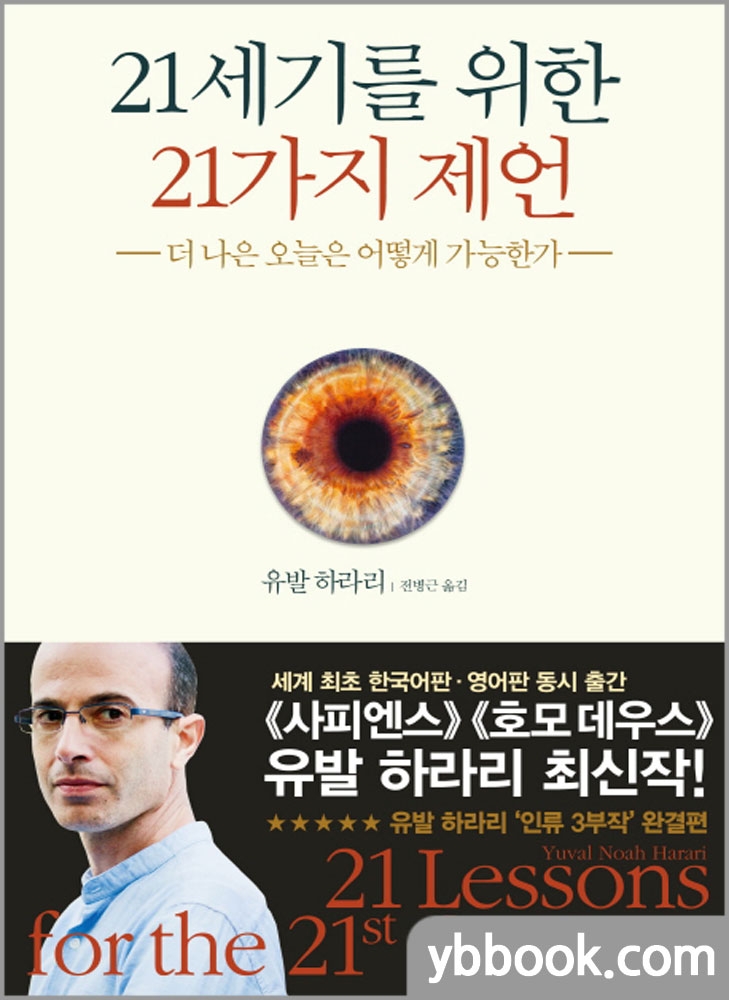 21세기를 위한
21가지 제언
더 나은 오늘은 어떻게 가능한가
유발 하라리 | 전병근 옮김
세계 최초 한국어판·영어판 동시 출간
《사피엔스》《호모 데우스》
유발 하라리 최신작!
★★★★★ 유발 하라리 ‘인류 3부작’ 완결편
Yuval Noah Harari
21 Lessons
for the 21st
ybbook.com